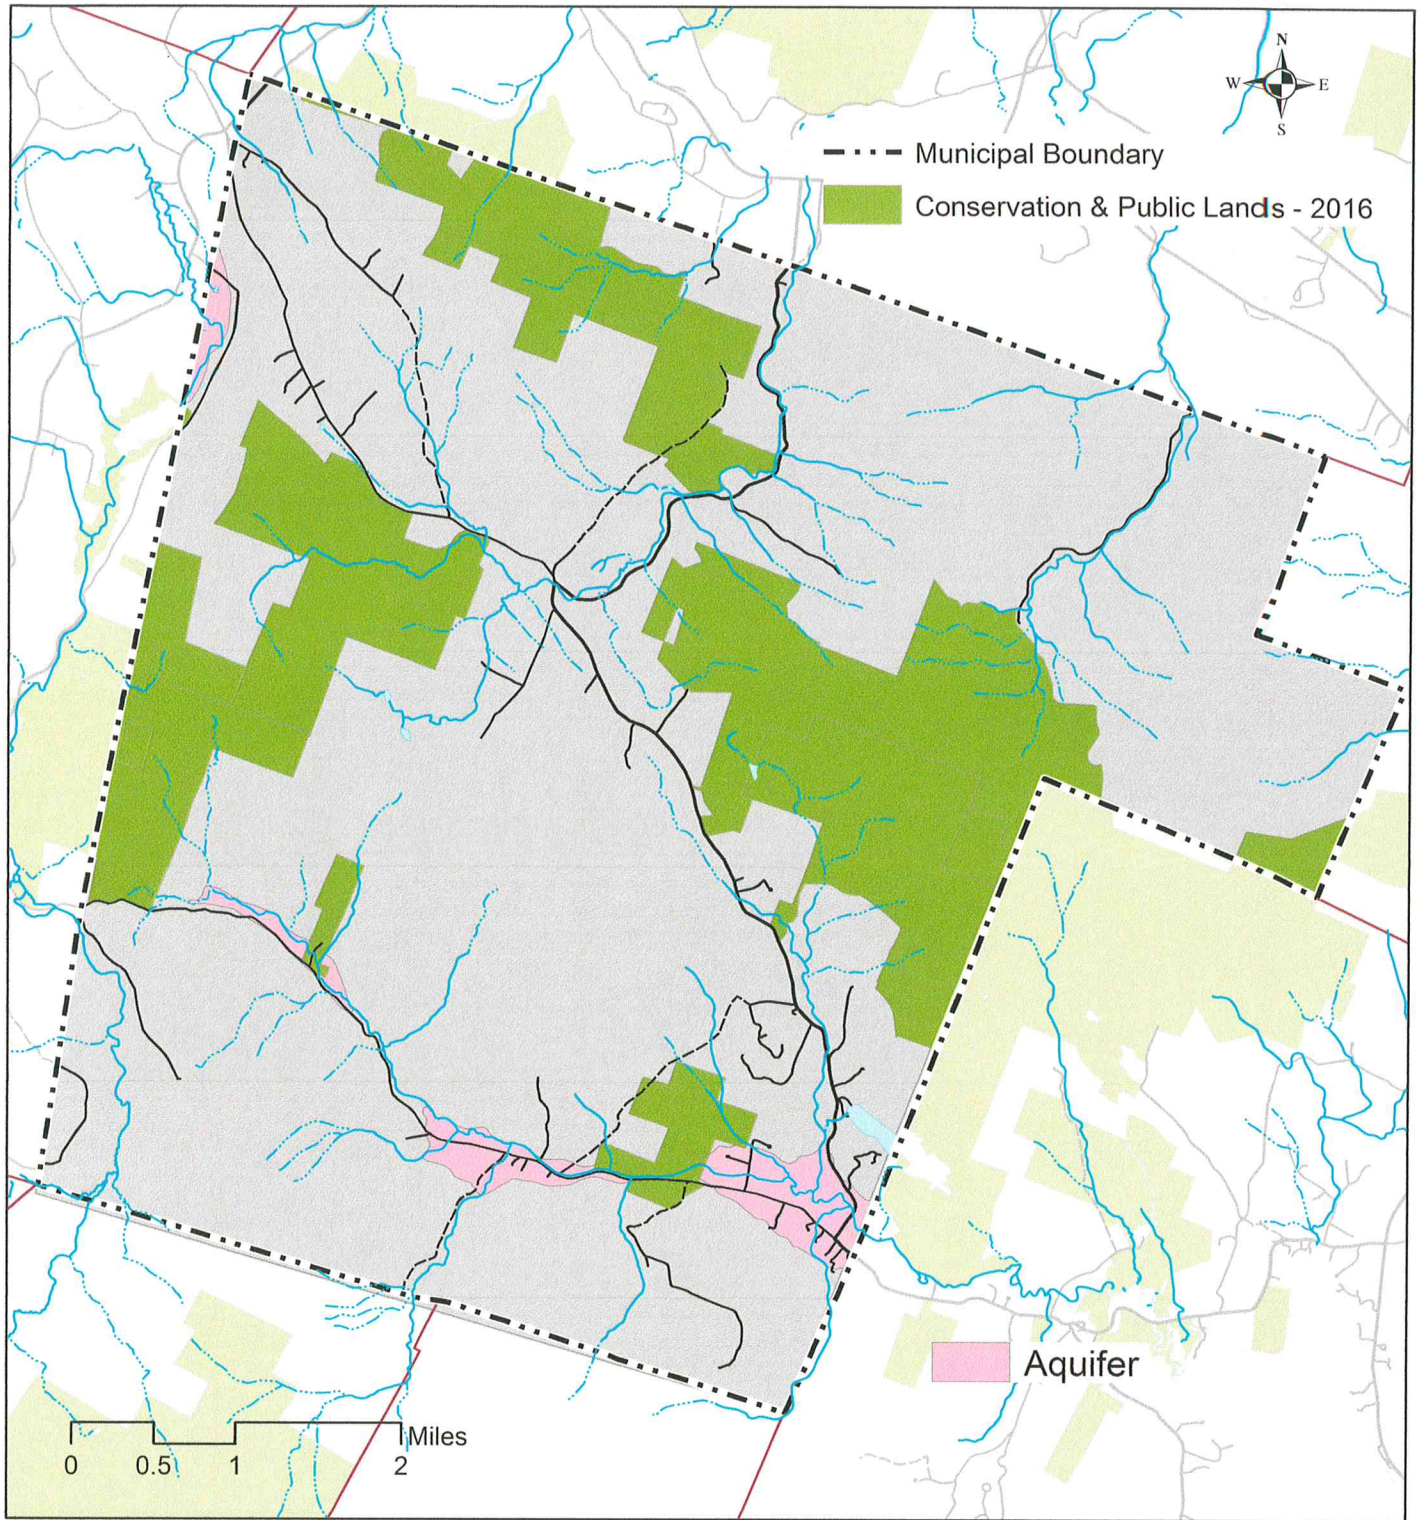 N
W E
S
Municipal Boundary
Conservation & Public Lands - 2016
Aquifer
Miles
0 0.5 1 2